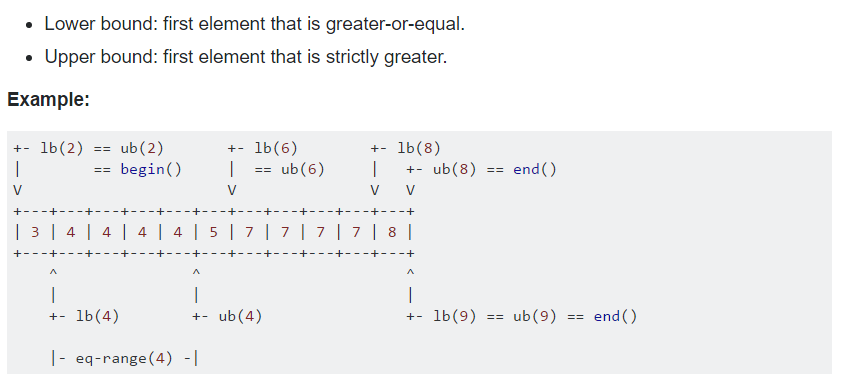 • Lower bound: first element that is greater-or-equal.
• Upper bound: first element that is strictly greater.
Example:
+- lb(2) == ub(2)       +- lb(6)        +- lb(8)
|        == begin()     |  == ub(6)     |   +- ub(8) == end()
V                       V               V   V
+---+---+---+---+---+---+---+---+---+---+---+
| 3 | 4 | 4 | 4 | 4 | 5 | 7 | 7 | 7 | 7 | 8 |
+---+---+---+---+---+---+---+---+---+---+---+
    ^               ^                       ^
    |               |                       |
    +- lb(4)        +- ub(4)                +- lb(9) == ub(9) == end()
    |- eq-range(4) -|